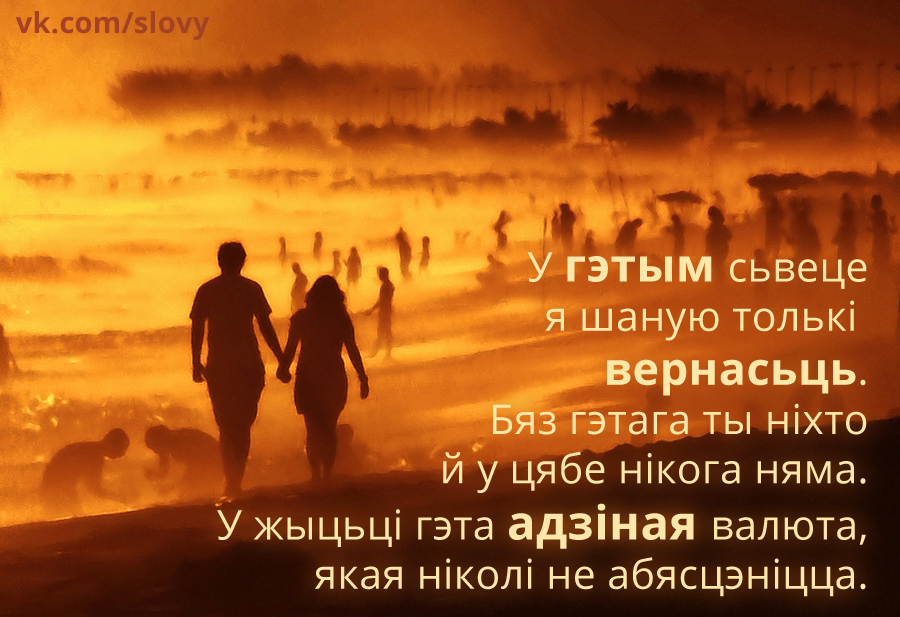 vk.com/slovy
У гэтым сьвеце
я шаную толькі
вернасьць.
Бяз гэтага ты ніхто
й у цябе нікога няма.
У жыцьці гэта адзіная валюта,
якая ніколі не абясцэніцца.